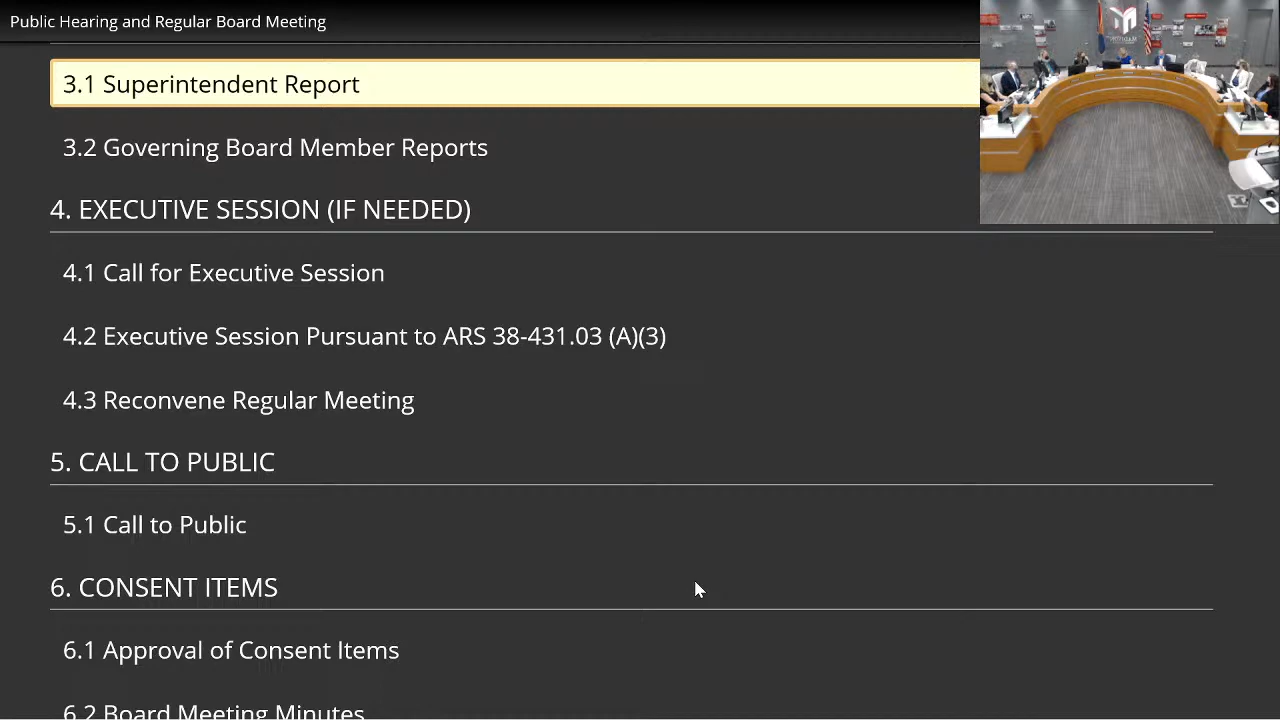 Public Hearing and Regular Board Meeting
3.1 Superintendent Report
3.2 Governing Board Member Reports
4. EXECUTIVE SESSION (IF NEEDED)
4.1 Call for Executive Session
4.2 Executive Session Pursuant to ARS 38-431.03 (A)(3)
4.3 Reconvene Regular Meeting
5. CALL TO PUBLIC
5.1 Call to Public
6. CONSENT ITEMS
6.1 Approval of Consent Items
6.2 Board Meeting Minutes